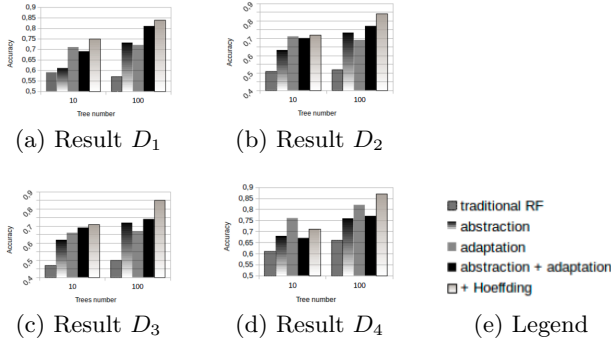 Accuracy
0,85
0,8
0,75
0,7
0,65
0,6
0,55
0,5
10
100
Tree number
(a) Result D1
Accuracy
0,9
0,8
0,7
0,6
0,5
0,4
10
100
Tree number
(b) Result D2
Accuracy
0,9
0,8
0,7
0,6
0,5
0,4
10
100
Trees number
(c) Result D3
Accuracy
0,9
0,85
0,8
0,75
0,7
0,65
0,6
0,55
0,5
10
100
Tree number
(d) Result D4
traditional RF
abstraction
adaptation
abstraction + adaptation
+ Hoeffding
(e) Legend